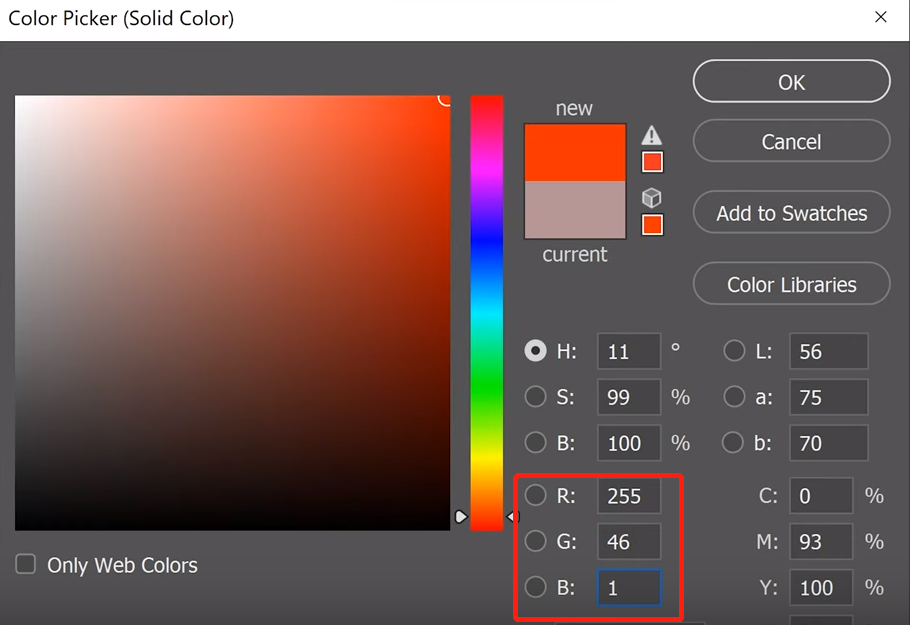 Color Picker (Solid Color)
new
current
OK
Cancel
Add to Swatches
Color Libraries
H: 11 °
S: 99 %
B: 100 %
R: 255
G: 46
B: 1
L: 56
a: 75
b: 70
C: 0 %
M: 93 %
Y: 100 %
Only Web Colors